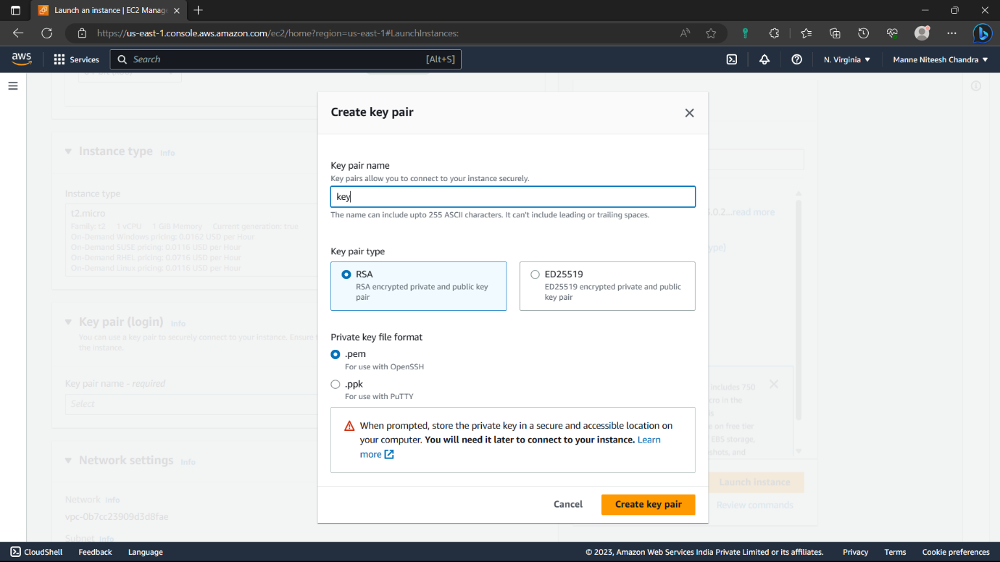 Launch an instance | EC2 Manag
https://us-east-1.console.aws.amazon.com/ec2/home?region=us-east-1#LaunchInstances:
aws
Services
Search
[Alt+S]
N. Virginia
Manne Niteesh Chandra
Instance type Info
Instance type
t2.micro
Family: t2 1 vCPU 1 GiB Memory Current generation: true
On-Demand Windows pricing: 0.0162 USD per Hour
On-Demand SUSE pricing: 0.0116 USD per Hour
On-Demand RHEL pricing: 0.0716 USD per Hour
On-Demand Linux pricing: 0.0116 USD per Hour
Key pair (login) Info
You can use a key pair to securely connect to your instance. Ensure
the instance.
Key pair name - required
Select
Network settings Info
Network Info
vpc-0b7cc23909d3d8fae
Subnet Info
Create key pair
Key pair name
Key pairs allow you to connect to your instance securely.
key
The name can include upto 255 ASCII characters. It can't include leading or trailing spaces.
Key pair type
RSA
RSA encrypted private and public key
pair
ED25519
ED25519 encrypted private and public
key pair
Private key file format
.pem
For use with OpenSSH
.ppk
For use with PuTTY
When prompted, store the private key in a secure and accessible location on
your computer. You will need it later to connect to your instance. Learn
more
Cancel
Create key pair
.0.2...read more
ype)
includes 750
cro in the
is
e on free tier
EBS storage,
shots, and
Launch instance
Review commands
CloudShell
Feedback
Language
© 2023, Amazon Web Services India Private Limited or its affiliates.
Privacy
Terms
Cookie preferences